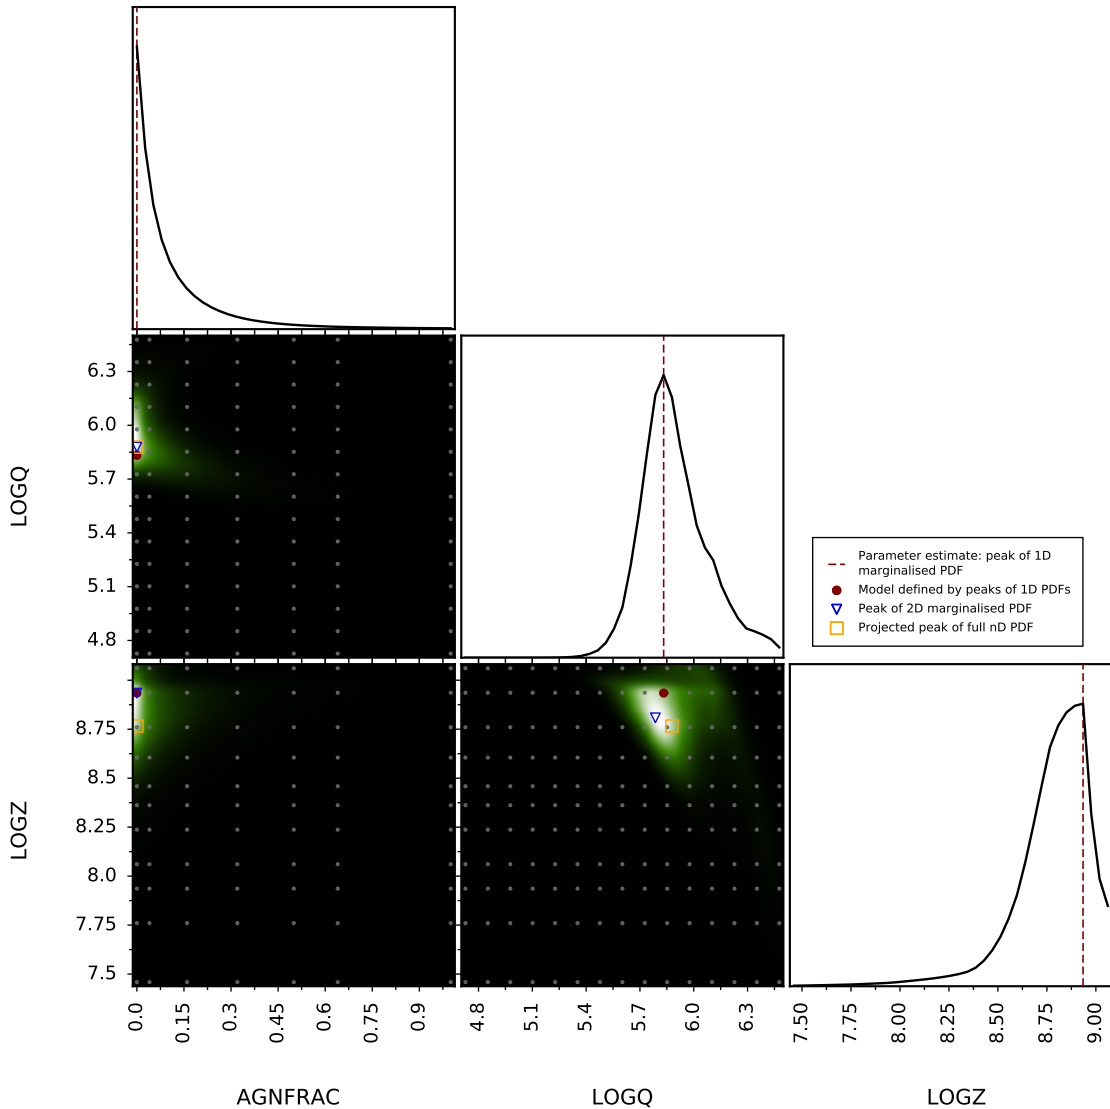 6.3
6.0
5.7
5.4
5.1
4.8
LOGQ
Parameter estimate: peak of 1D
marginalised PDF
Model defined by peaks of 1D PDFs
Peak of 2D marginalised PDF
Projected peak of full nD PDF
8.75
8.5
8.25
8.0
7.75
7.5
LOGZ
0.0 0.15 0.3 0.45 0.6 0.75 0.9
4.8 5.1 5.4 5.7 6.0 6.3
7.50 7.75 8.00 8.25 8.50 8.75 9.00
AGNFRAC LOGQ LOGZ